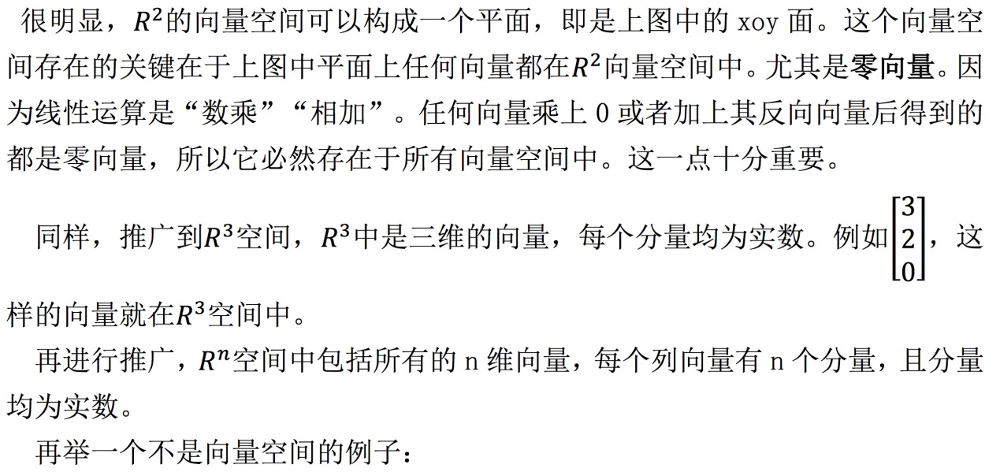 很明显，R²的向量空间可以构成一个平面，即是上图中的 xoy 面。这个向量空
间存在的关键在于上图中平面上任何向量都在R²向量空间中。尤其是零向量。因
为线性运算是“数乘”“相加”。任何向量乘上 0 或者加上其反向向量后得到的
都是零向量，所以它必然存在于所有向量空间中。这一点十分重要。
同样，推广到R³空间，R³中是三维的向量，每个分量均为实数。例如[3 2 0]，这
样的向量就在R³空间中。
再进行推广，Rⁿ空间中包括所有的 n 维向量，每个列向量有 n 个分量，且分量
均为实数。
再举一个不是向量空间的例子：